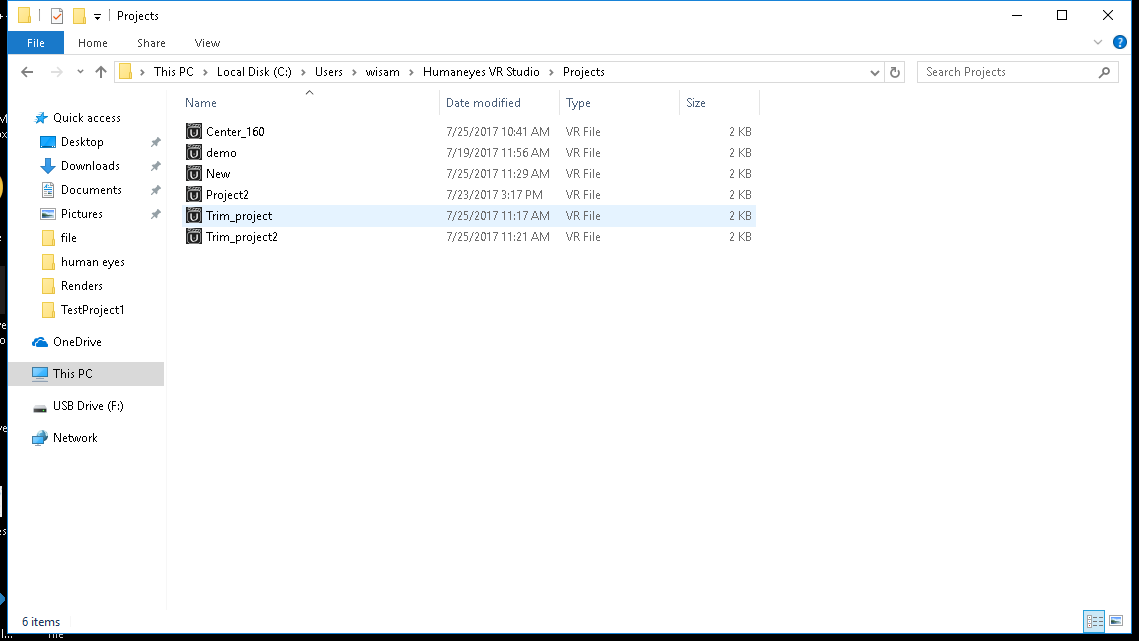 Projects
File Home Share View
This PC Local Disk (C:) Users wisam Humaneyes VR Studio Projects Search Projects
Name Date modified Type Size
Center_160 7/25/2017 10:41 AM VR File 2 KB
demo 7/19/2017 11:56 AM VR File 2 KB
New 7/25/2017 11:29 AM VR File 2 KB
Project2 7/23/2017 3:17 PM VR File 2 KB
Trim_project 7/25/2017 11:17 AM VR File 2 KB
Trim_project2 7/25/2017 11:21 AM VR File 2 KB
Quick access
Desktop
Downloads
Documents
Pictures
file
human eyes
Renders
TestProject1
OneDrive
This PC
USB Drive (F:)
Network
6 items